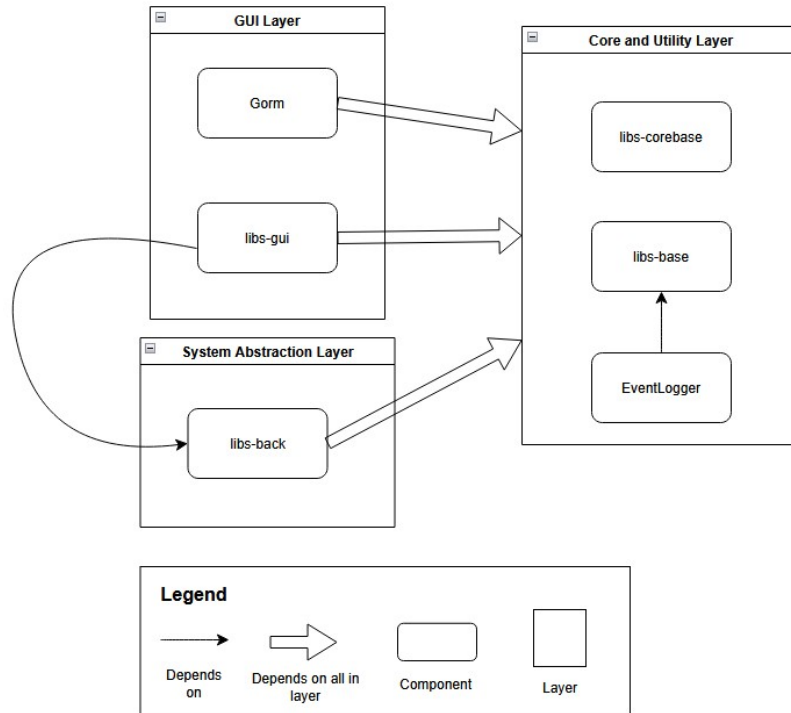 GUI Layer
Gorm
libs-gui
Core and Utility Layer
libs-corebase
libs-base
EventLogger
System Abstraction Layer
libs-back
Legend
Depends
on
Depends on all in
layer
Component
Layer